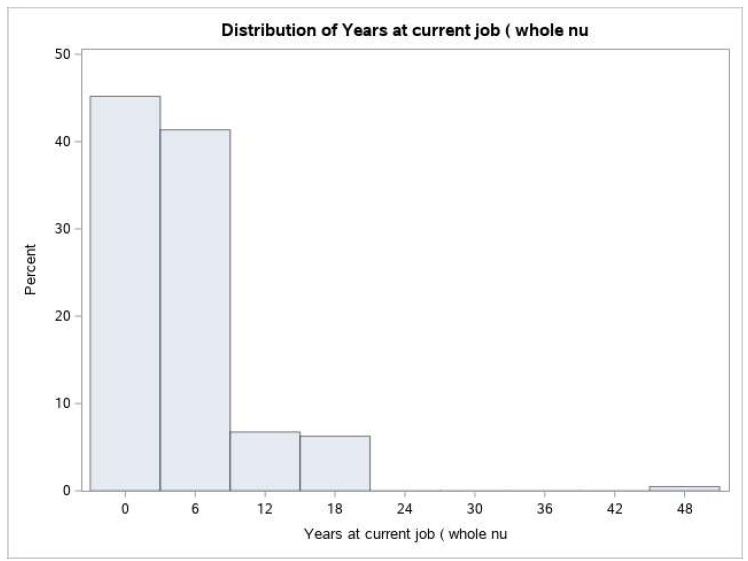 Distribution of Years at current job ( whole nu
50
40
30
20
10
0
Percent
0 6 12 18 24 30 36 42 48
Years at current job ( whole nu